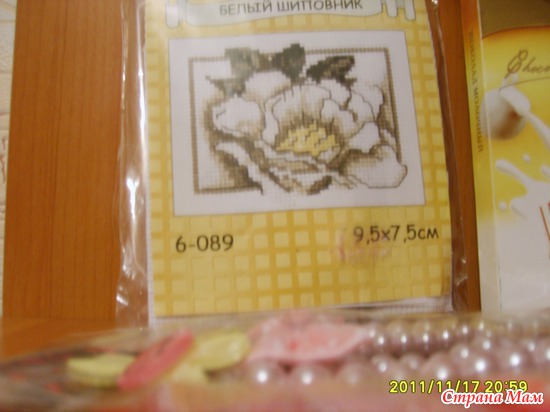 БЕЛЫЙ ШИПОВНИК
6-089
9,5x7,5см
2011/11/17 20:59
Страна Мам